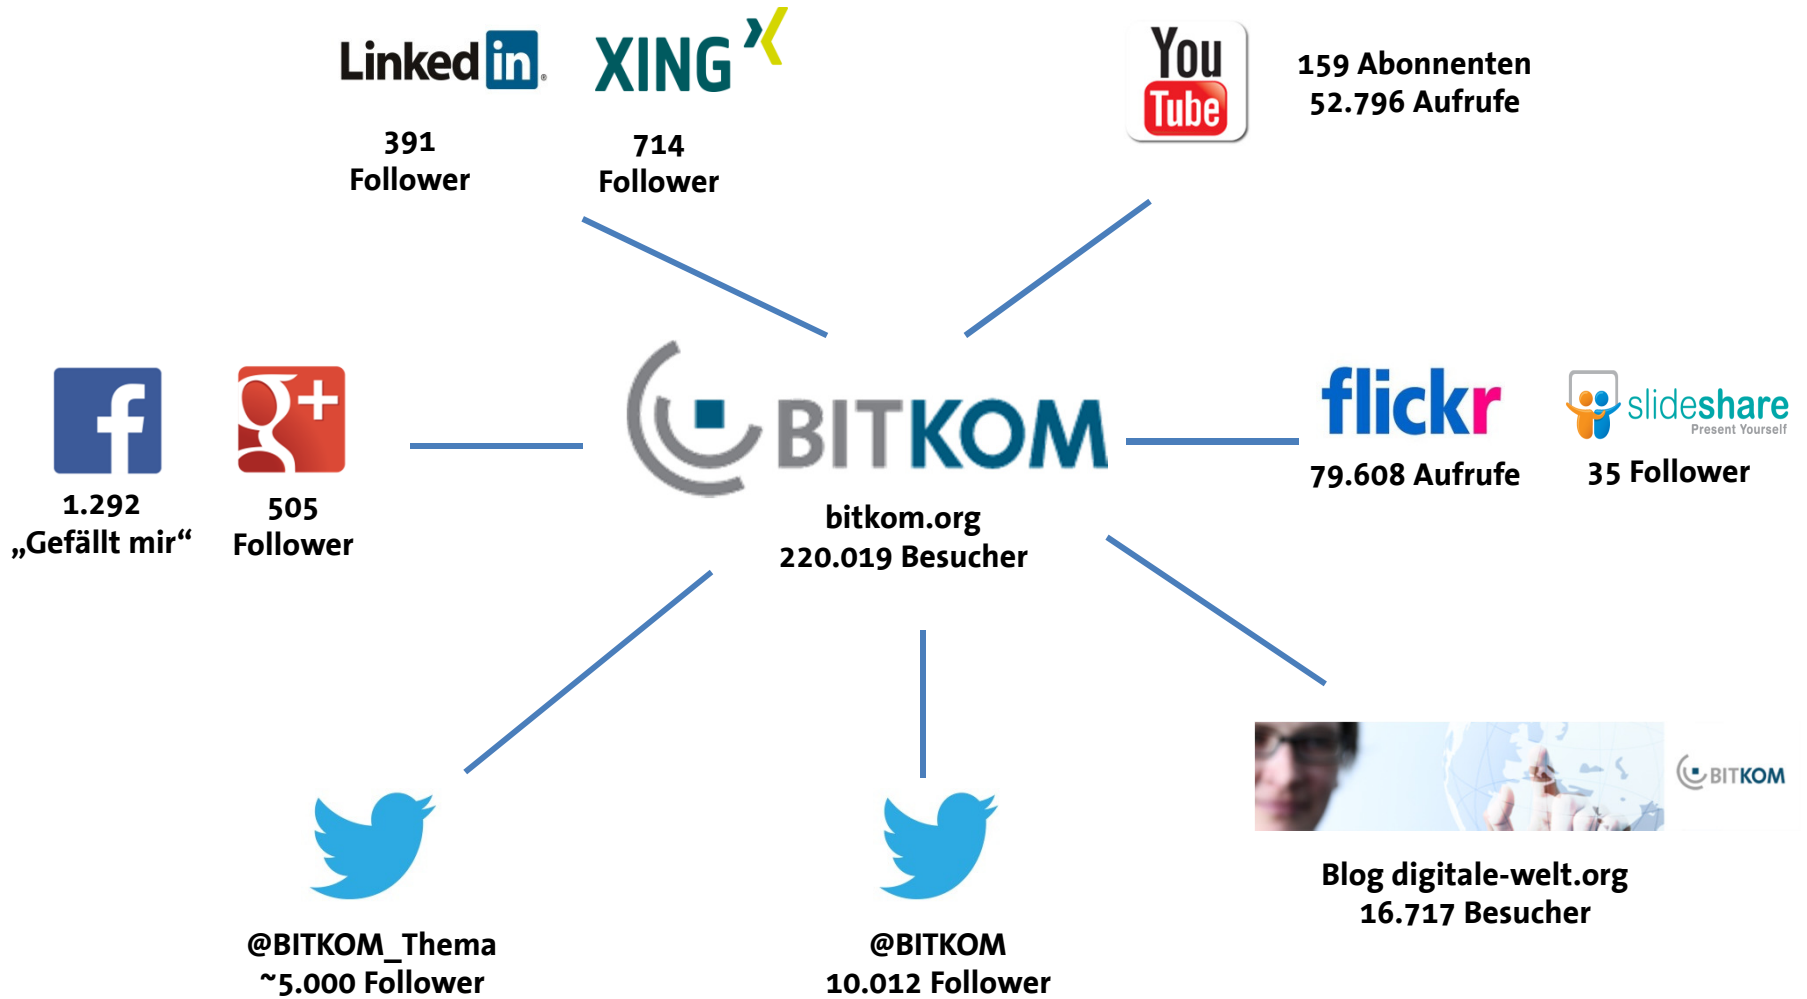 Linked in
XING
You
Tube
159 Abonnenten
52.796 Aufrufe
391
Follower
714
Follower
f
g+
BITKOM
flickr
slideshare
Present Yourself
1.292
„Gefällt mir“
505
Follower
bitkom.org
220.019 Besucher
79.608 Aufrufe
35 Follower
BITKOM
@BITKOM_Thema
~5.000 Follower
@BITKOM
10.012 Follower
Blog digitale-welt.org
16.717 Besucher